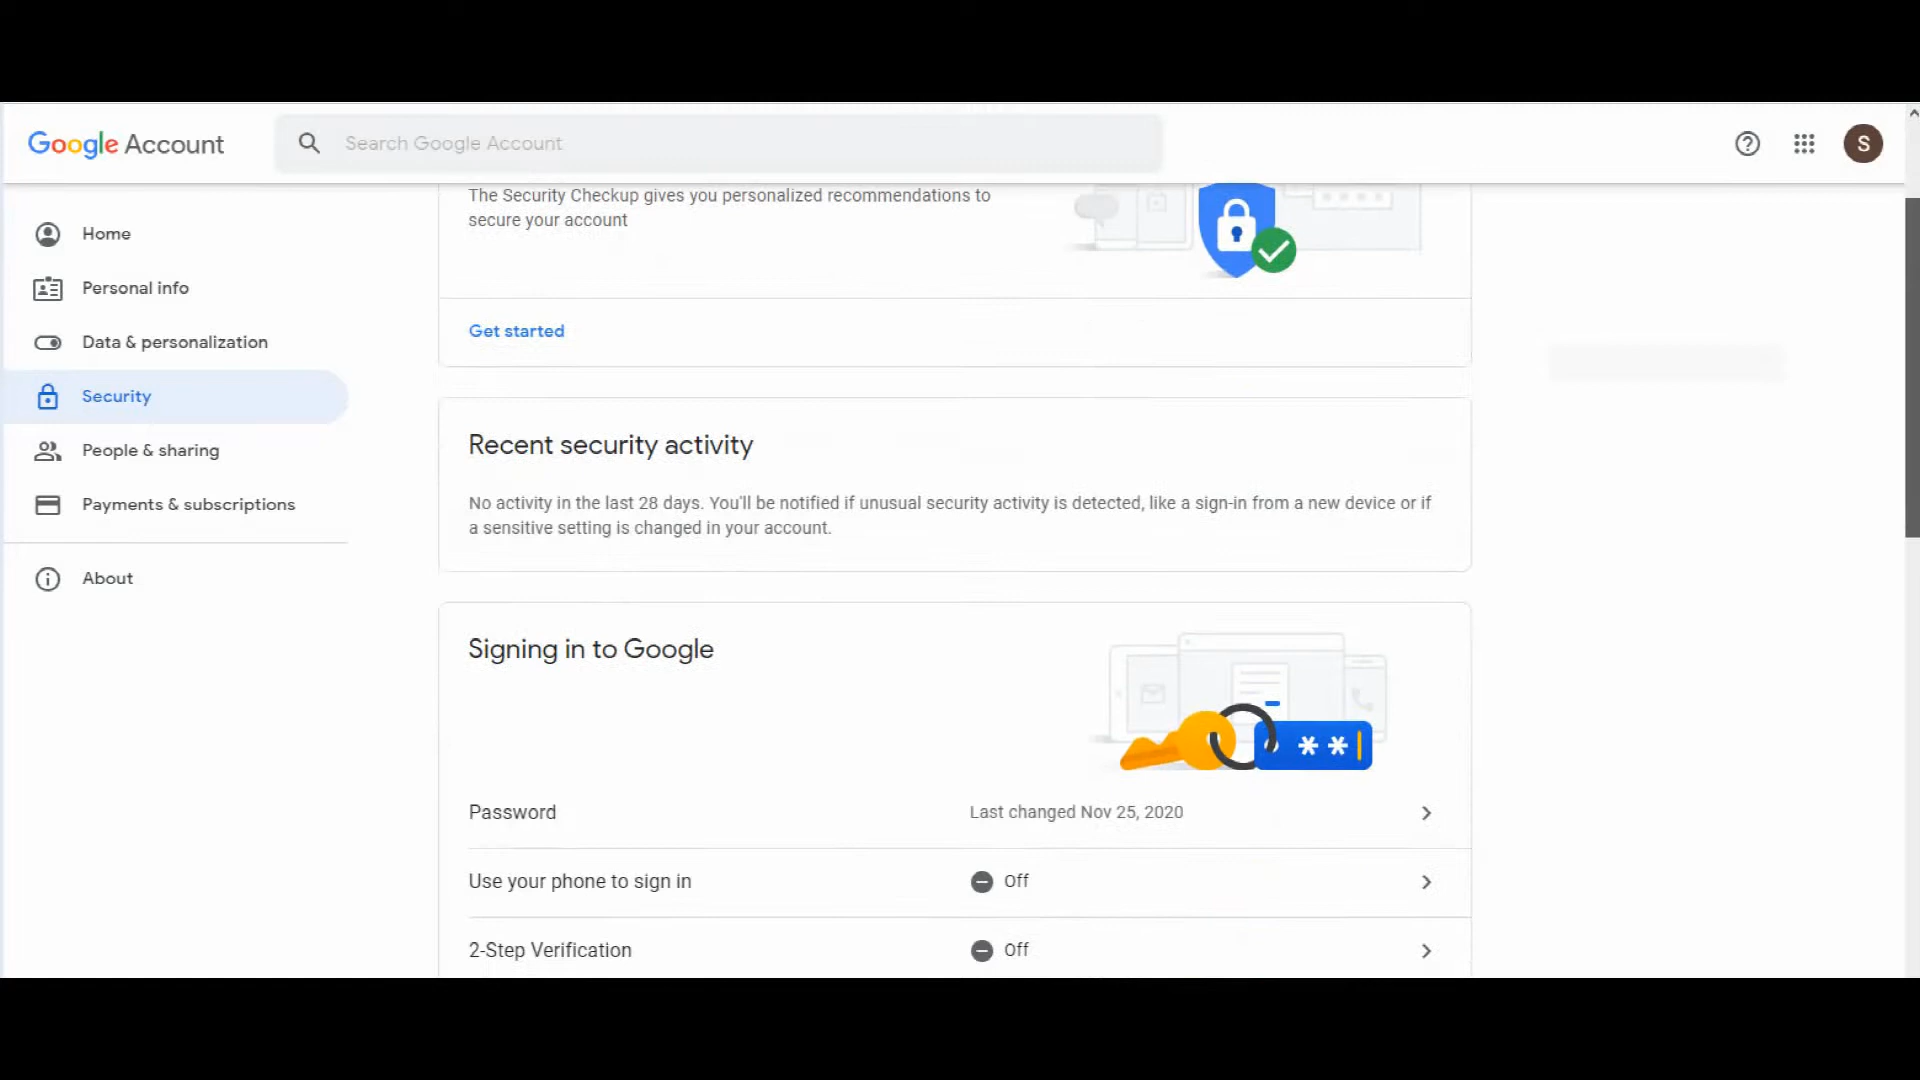 Google Account
Search Google Account
S
Home
Personal info
Data & personalization
Security
People & sharing
Payments & subscriptions
About
The Security Checkup gives you personalized recommendations to
secure your account
Get started
Recent security activity
No activity in the last 28 days. You'll be notified if unusual security activity is detected, like a sign-in from a new device or if
a sensitive setting is changed in your account.
Signing in to Google
**
Password
Last changed Nov 25, 2020
Use your phone to sign in
Off
2-Step Verification
Off